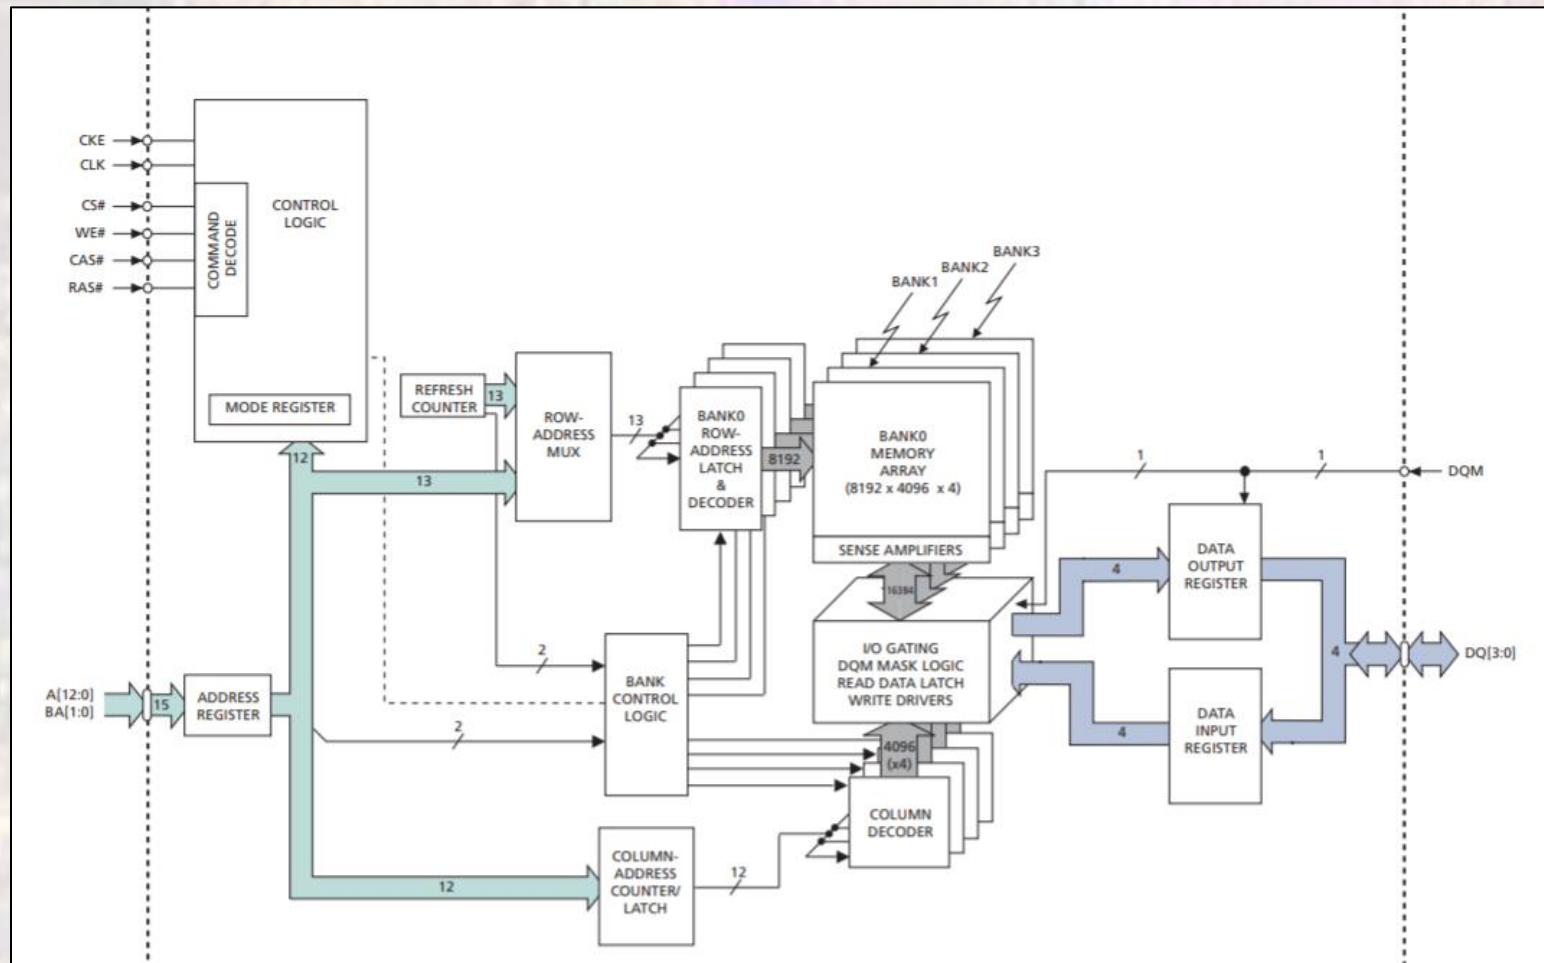 CKE
CLK
CS#
WE#
CAS#
RAS#
COMMAND
DECODE
CONTROL
LOGIC
MODE REGISTER
12
REFRESH
COUNTER
13
13
ROW-
ADDRESS
MUX
13
BANK0
ROW-
ADDRESS
LATCH
&
DECODER
8192
BANK1
BANK2
BANK3
BANK0
MEMORY
ARRAY
(8192 x 4096 x 4)
SENSE AMPLIFIERS
16384
I/O GATING
DQM MASK LOGIC
READ DATA LATCH
WRITE DRIVERS
1
1
DQM
DATA
OUTPUT
REGISTER
4
4
4
DATA
INPUT
REGISTER
DQ[3:0]
A[12:0]
BA[1:0]
15
ADDRESS
REGISTER
2
2
BANK
CONTROL
LOGIC
4096
(x4)
COLUMN
DECODER
12
COLUMN-
ADDRESS
COUNTER/
LATCH
12